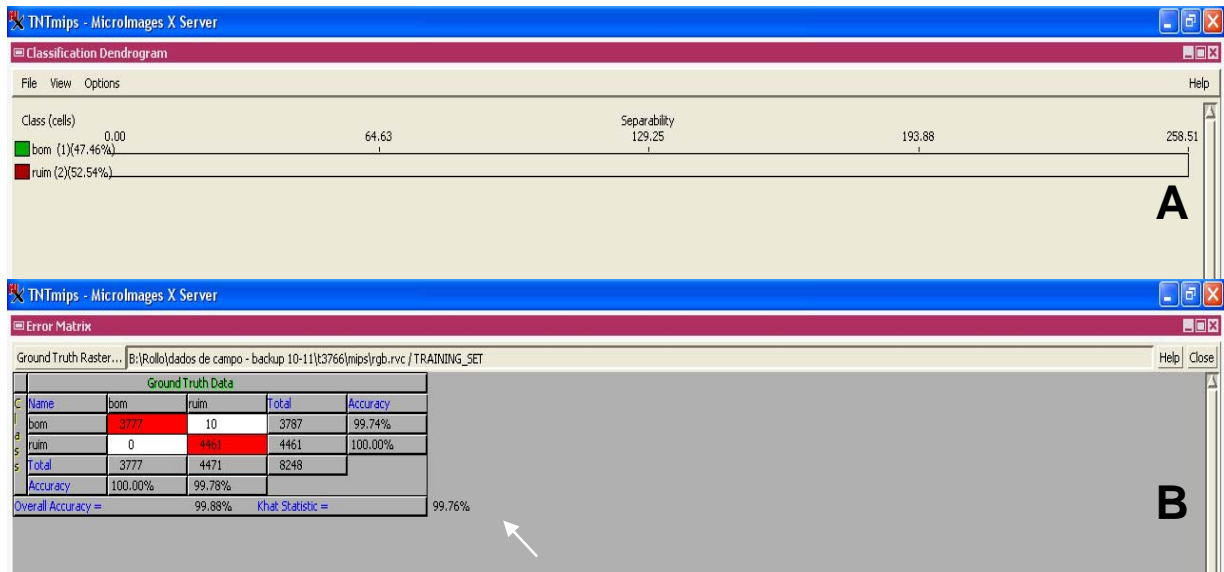 TNTmips - MicroImages X Server
Classification Dendrogram
File View Options Help
Class (cells) Separability
0.00 64.63 129.25 193.88 258.51
bom (1)(47.46%)
ruim (2)(52.54%)
A
TNTmips - MicroImages X Server
Error Matrix
Ground Truth Raster... B:\Rollo\dados de campo - backup 10-11\t3766\mips\rgb.rvc / TRAINING_SET Help Close
Ground Truth Data
Class
Name bom ruim Total Accuracy
bom 3777 10 3787 99.74%
ruim 0 4461 4461 100.00%
Total 3777 4471 8248
Accuracy 100.00% 99.78%
Overall Accuracy = 99.88% Khat Statistic = 99.76%
B